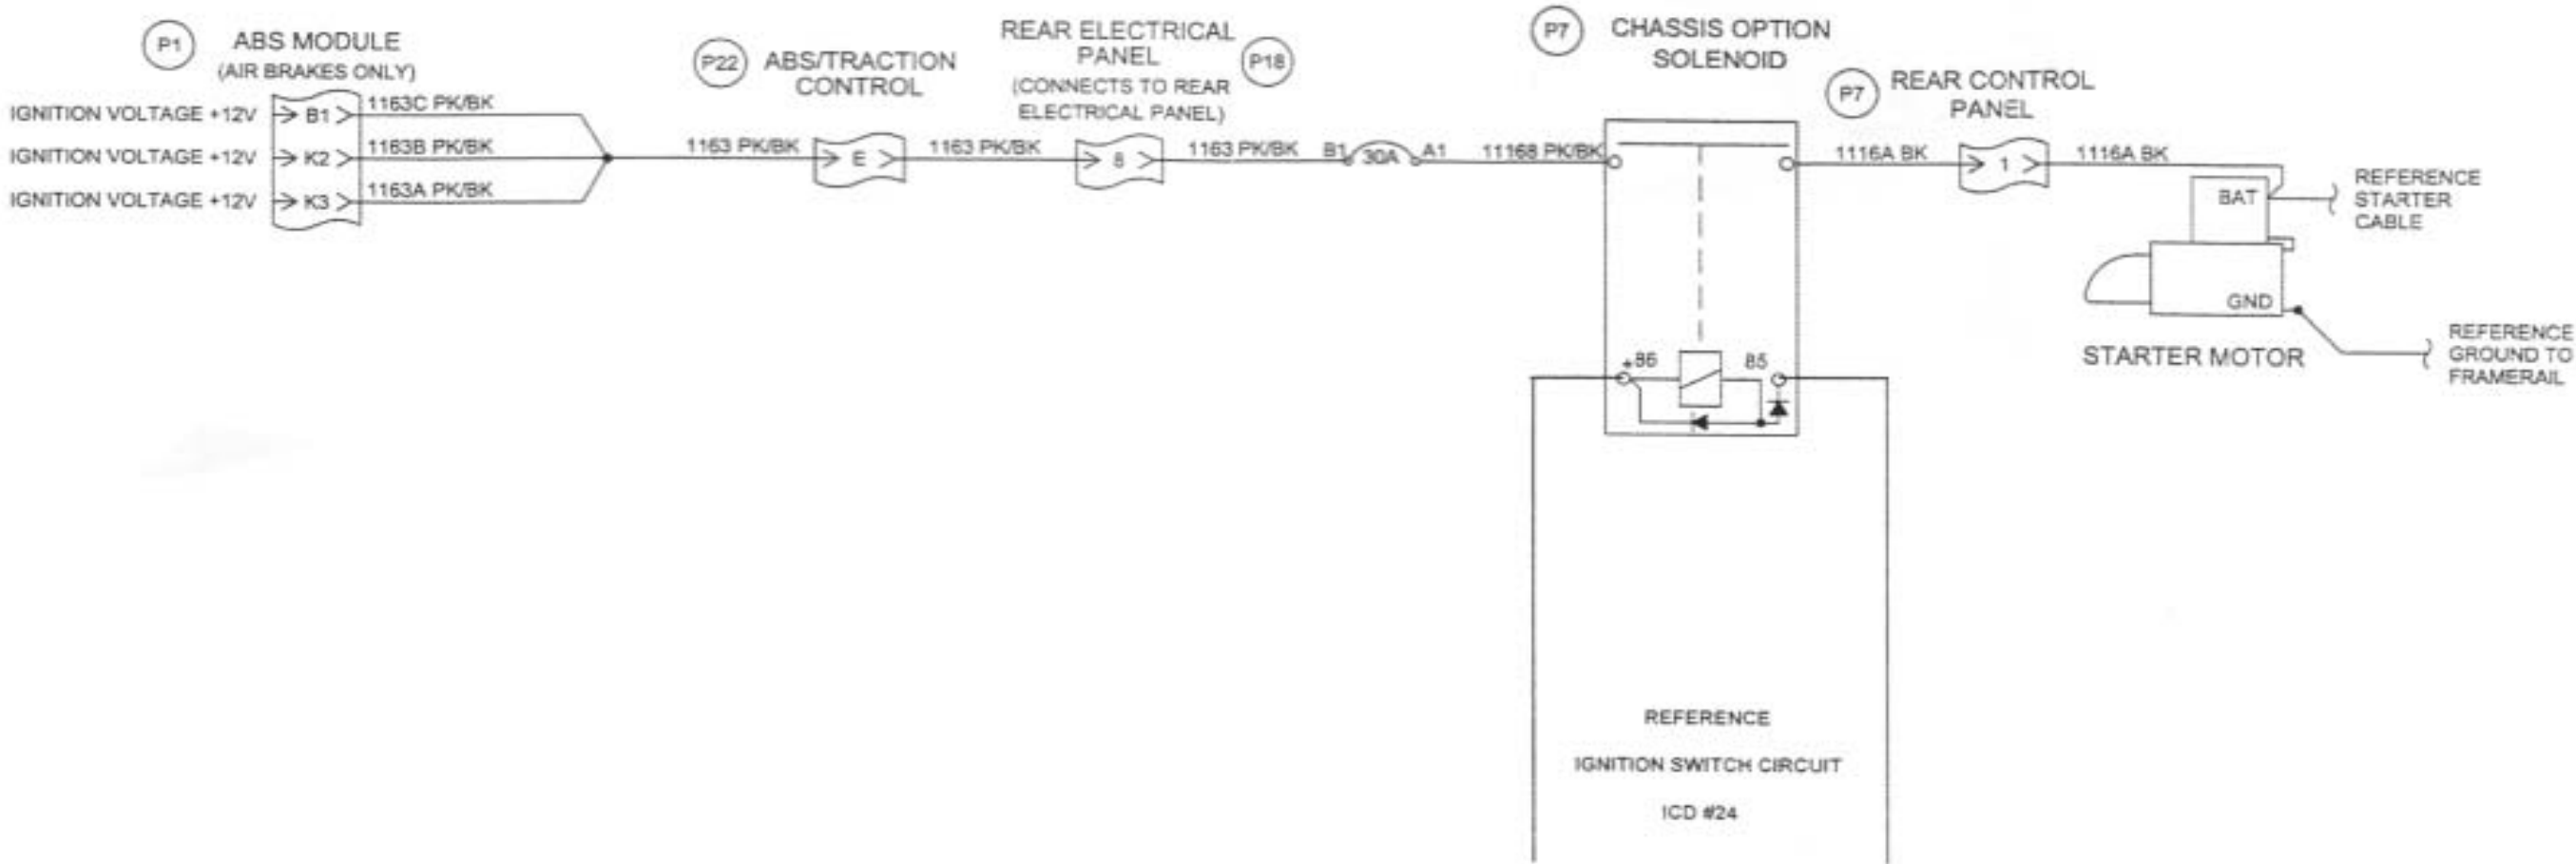 P1
ABS MODULE
(AIR BRAKES ONLY)
IGNITION VOLTAGE +12V
B1
1163C PK/BK
IGNITION VOLTAGE +12V
K2
1163B PK/BK
IGNITION VOLTAGE +12V
K3
1163A PK/BK
P22
ABS/TRACTION
CONTROL
1163 PK/BK
E
1163 PK/BK
REAR ELECTRICAL
PANEL
(CONNECTS TO REAR
ELECTRICAL PANEL)
P18
8
1163 PK/BK
B1
30A
A1
11168 PK/BK
P7
CHASSIS OPTION
SOLENOID
+86
85
P7
REAR CONTROL
PANEL
1116A BK
1
1116A BK
BAT
GND
STARTER MOTOR
REFERENCE
STARTER
CABLE
REFERENCE
GROUND TO
FRAMERAIL
REFERENCE
IGNITION SWITCH CIRCUIT
ICD #24